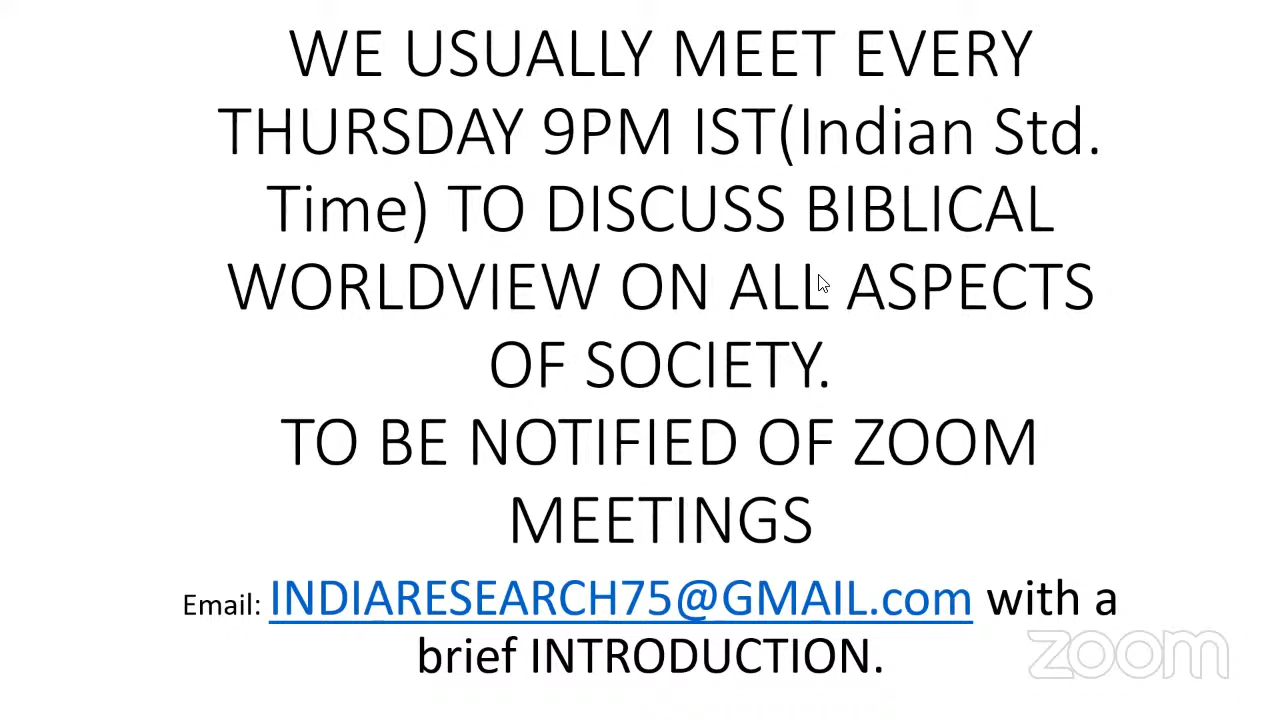 WE USUALLY MEET EVERY
THURSDAY 9PM IST(Indian Std.
Time) TO DISCUSS BIBLICAL
WORLDVIEW ON ALL ASPECTS
OF SOCIETY.
TO BE NOTIFIED OF ZOOM
MEETINGS
Email: INDIARESEARCH75@GMAIL.com with a
brief INTRODUCTION.
zoom